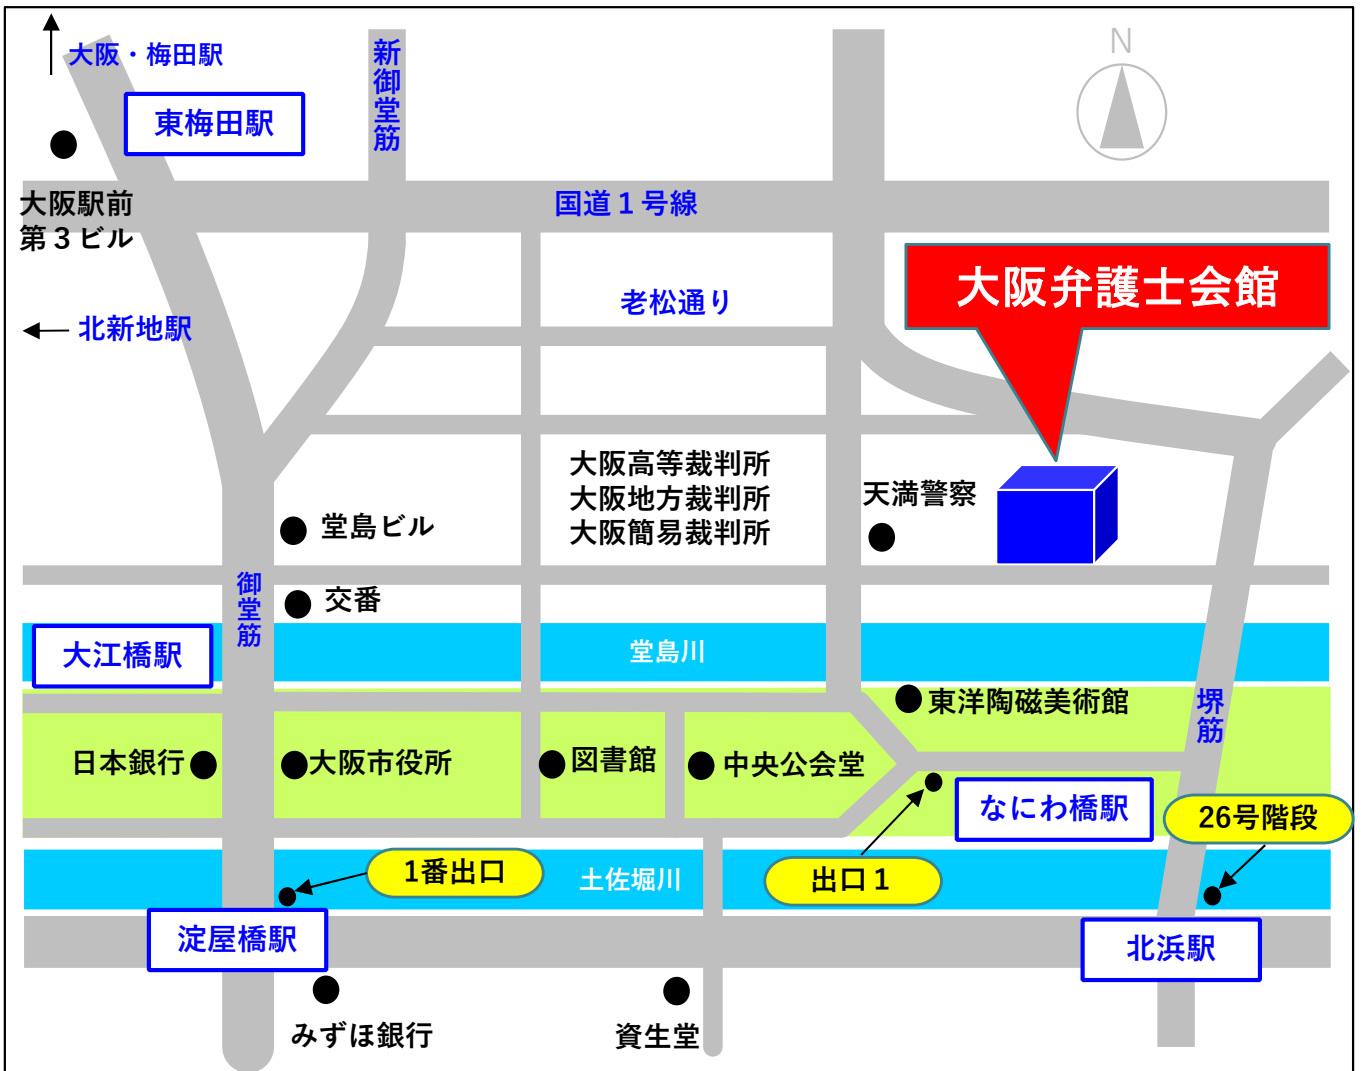 N
大阪・梅田駅
新御堂筋
東梅田駅
大阪駅前
第３ビル
国道１号線
大阪弁護士会館
老松通り
北新地駅
大阪高等裁判所
大阪地方裁判所
大阪簡易裁判所
天満警察
堂島ビル
交番
御堂筋
大江橋駅
堂島川
東洋陶磁美術館
堺筋
日本銀行
大阪市役所
図書館
中央公会堂
なにわ橋駅
26号階段
1番出口
土佐堀川
出口１
淀屋橋駅
北浜駅
みずほ銀行
資生堂